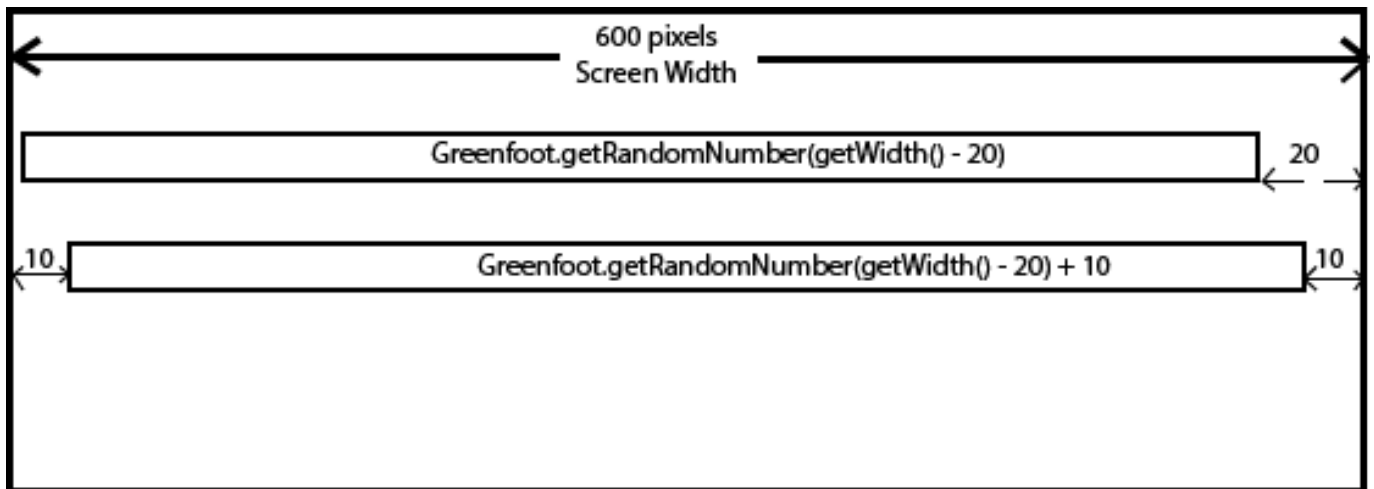 600 pixels
Screen Width
Greenfoot.getRandomNumber(getWidth() - 20)
20
10
Greenfoot.getRandomNumber(getWidth() - 20) + 10
10